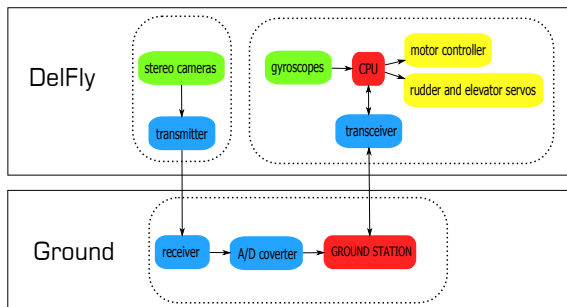 DelFly
stereo cameras
transmitter
gyroscopes
CPU
motor controller
rudder and elevator servos
transceiver
Ground
receiver
A/D coverter
GROUND STATION